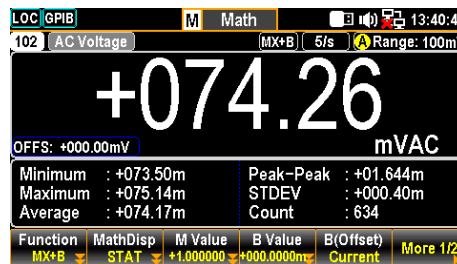 LOC GPIB M Math 13:40:4
102 AC Voltage MX+B 5/s A Range: 100m
+074.26
OFFS: +000.00mV mVAC
Minimum : +073.50m Peak-Peak : +01.644m
Maximum : +075.14m STDEV : +000.40m
Average : +074.17m Count : 634
Function MathDisp M Value B Value B(Offset) More 1/2
MX+B STAT +1.000000 +000.0000m Current